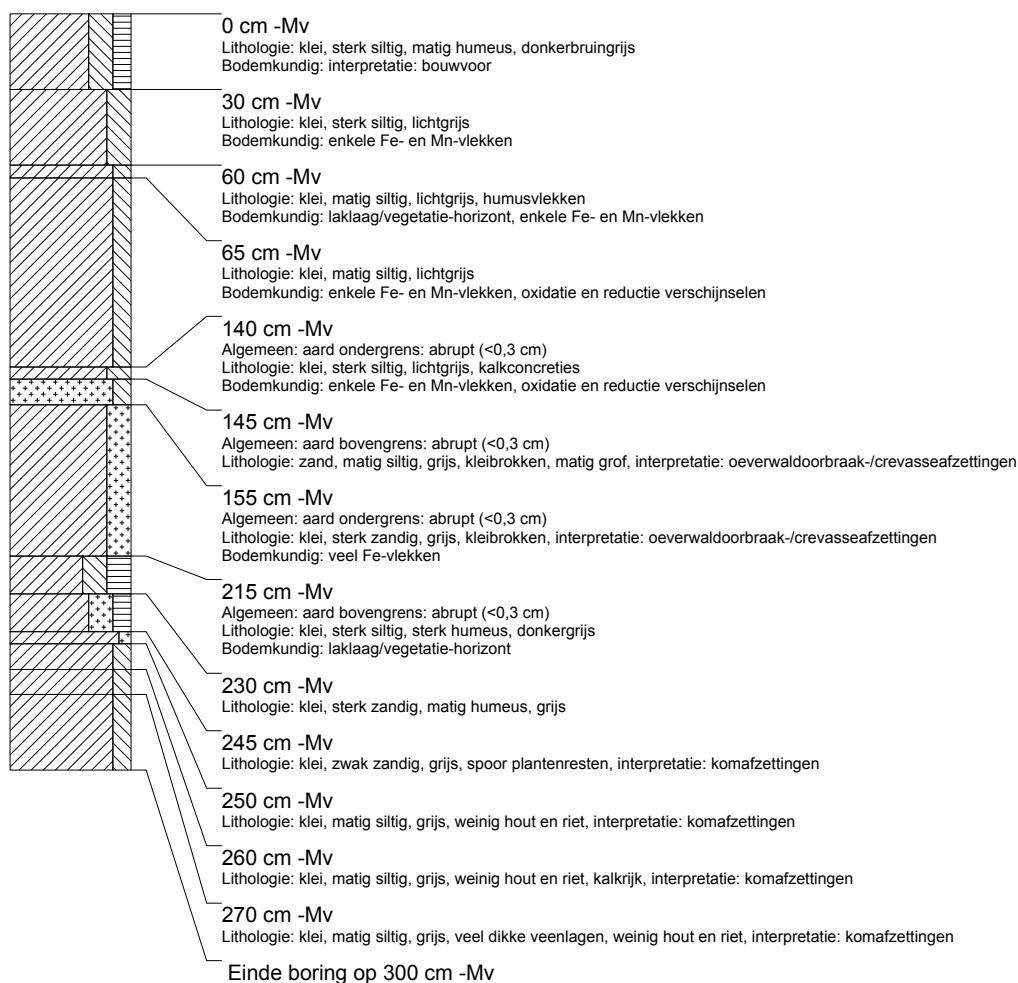 0 cm -Mv
Lithologie: klei, sterk siltig, matig humeus, donkerbruingrijs
Bodemkundig: interpretatie: bouwvoor
30 cm -Mv
Lithologie: klei, sterk siltig, lichtgrijs
Bodemkundig: enkele Fe- en Mn-vlekken
60 cm -Mv
Lithologie: klei, matig siltig, lichtgrijs, humusvlekken
Bodemkundig: laklaag/vegetatie-horizont, enkele Fe- en Mn-vlekken
65 cm -Mv
Lithologie: klei, matig siltig, lichtgrijs
Bodemkundig: enkele Fe- en Mn-vlekken, oxidatie en reductie verschijnselen
140 cm -Mv
Algemeen: aard ondergrens: abrupt (<0,3 cm)
Lithologie: klei, sterk siltig, lichtgrijs, kalkconcreties
Bodemkundig: enkele Fe- en Mn-vlekken, oxidatie en reductie verschijnselen
145 cm -Mv
Algemeen: aard bovengrens: abrupt (<0,3 cm)
Lithologie: zand, matig siltig, grijs, kleibrokken, matig grof, interpretatie: oeverwaldoorbraak-/crevasseafzettingen
155 cm -Mv
Algemeen: aard ondergrens: abrupt (<0,3 cm)
Lithologie: klei, sterk zandig, grijs, kleibrokken, interpretatie: oeverwaldoorbraak-/crevasseafzettingen
Bodemkundig: veel Fe-vlekken
215 cm -Mv
Algemeen: aard bovengrens: abrupt (<0,3 cm)
Lithologie: klei, sterk siltig, sterk humeus, donkergrijs
Bodemkundig: laklaag/vegetatie-horizont
230 cm -Mv
Lithologie: klei, sterk zandig, matig humeus, grijs
245 cm -Mv
Lithologie: klei, zwak zandig, grijs, spoor plantenresten, interpretatie: komafzettingen
250 cm -Mv
Lithologie: klei, matig siltig, grijs, weinig hout en riet, interpretatie: komafzettingen
260 cm -Mv
Lithologie: klei, matig siltig, grijs, weinig hout en riet, kalkrijk, interpretatie: komafzettingen
270 cm -Mv
Lithologie: klei, matig siltig, grijs, veel dikke veenlagen, weinig hout en riet, interpretatie: komafzettingen
Einde boring op 300 cm -Mv